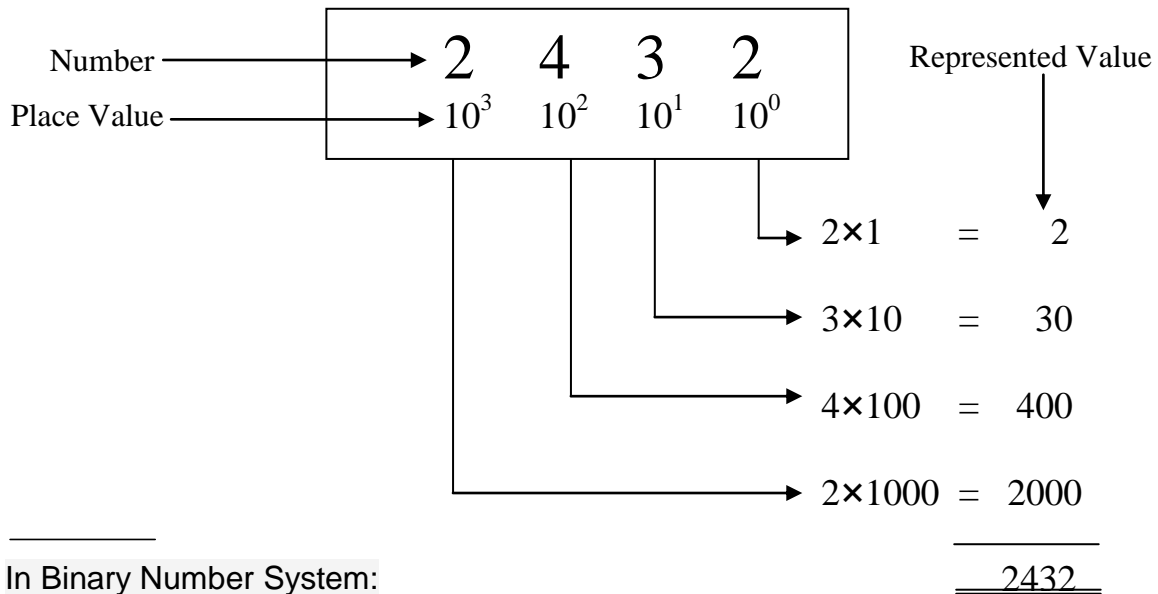 Number 2 4 3 2 Represented Value
Place Value 10³ 10² 10¹ 10⁰
2×1 = 2
3×10 = 30
4×100 = 400
2×1000 = 2000
In Binary Number System: 2432